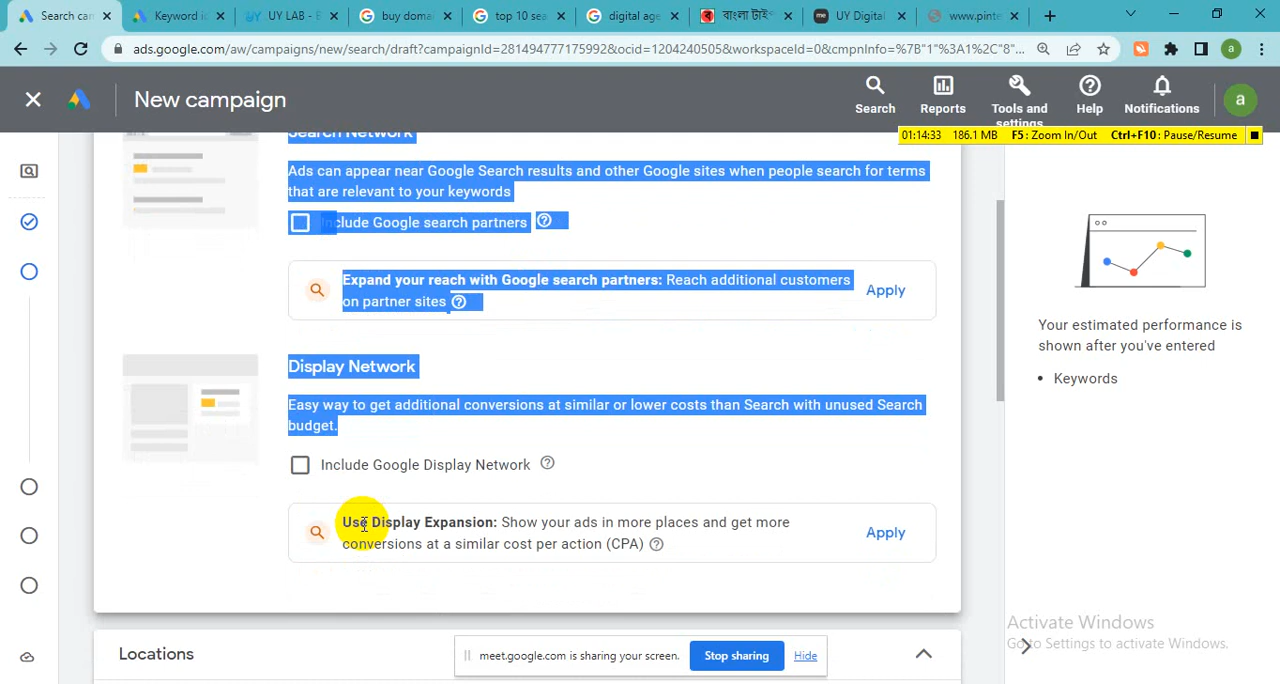 Search car
Keyword id
UY LAB - E
buy doma
top 10 sea
digital age
বাংলা টাইপ
UY Digital
www.pinte
ads.google.com/aw/campaigns/new/search/draft?campaignId=281494777175992&ocid=1204240505&workspaceId=0&cmpnInfo=%7B"1"%3A1%2C"8"...
a
New campaign
Search
Reports
Tools and settings
Help
Notifications
a
01:14:33 186.1 MB F5: Zoom In/Out Ctrl+F10: Pause/Resume
Search Network
Ads can appear near Google Search results and other Google sites when people search for terms
that are relevant to your keywords
Include Google search partners
Expand your reach with Google search partners: Reach additional customers
on partner sites
Apply
Display Network
Easy way to get additional conversions at similar or lower costs than Search with unused Search
budget.
Include Google Display Network
Use Display Expansion: Show your ads in more places and get more
conversions at a similar cost per action (CPA)
Apply
Your estimated performance is
shown after you've entered
• Keywords
Locations
meet.google.com is sharing your screen.
Stop sharing
Hide
Activate Windows
Go to Settings to activate Windows.